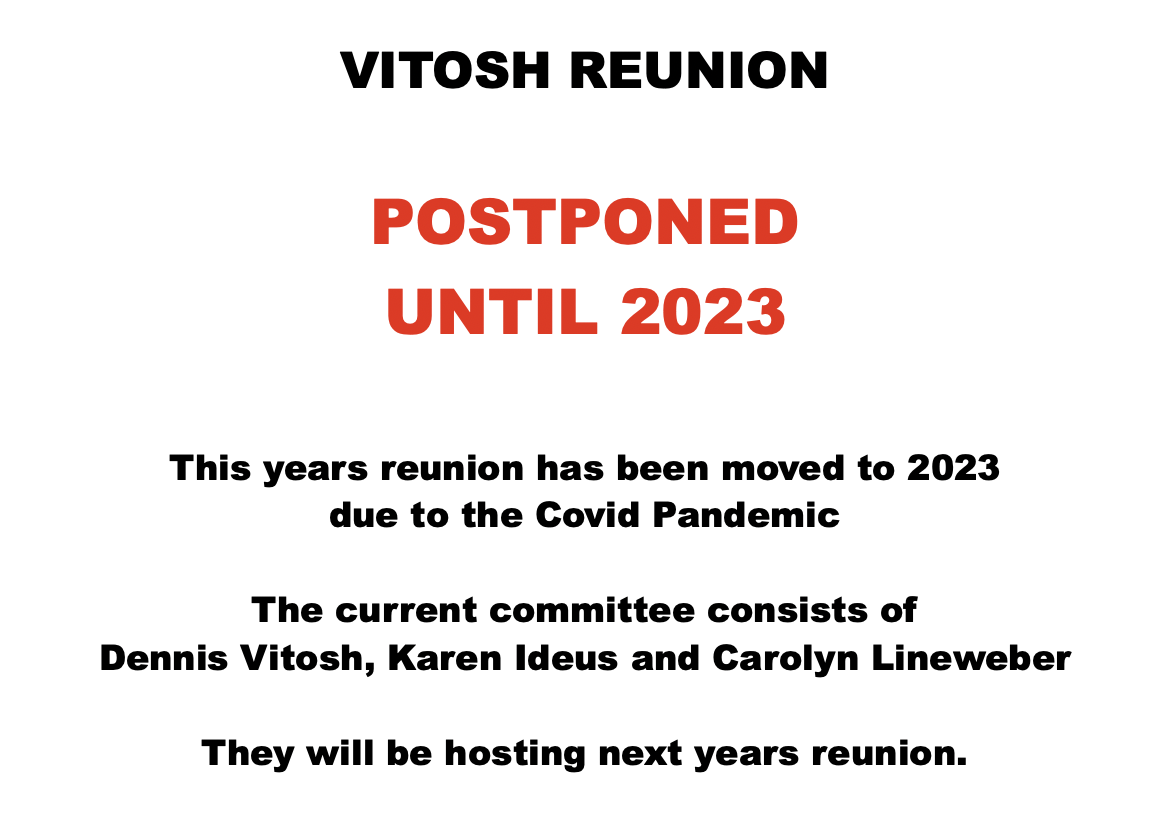 VITOSH REUNION
POSTPONED
UNTIL 2023
This years reunion has been moved to 2023
due to the Covid Pandemic
The current committee consists of
Dennis Vitosh, Karen Ideus and Carolyn Lineweber
They will be hosting next years reunion.